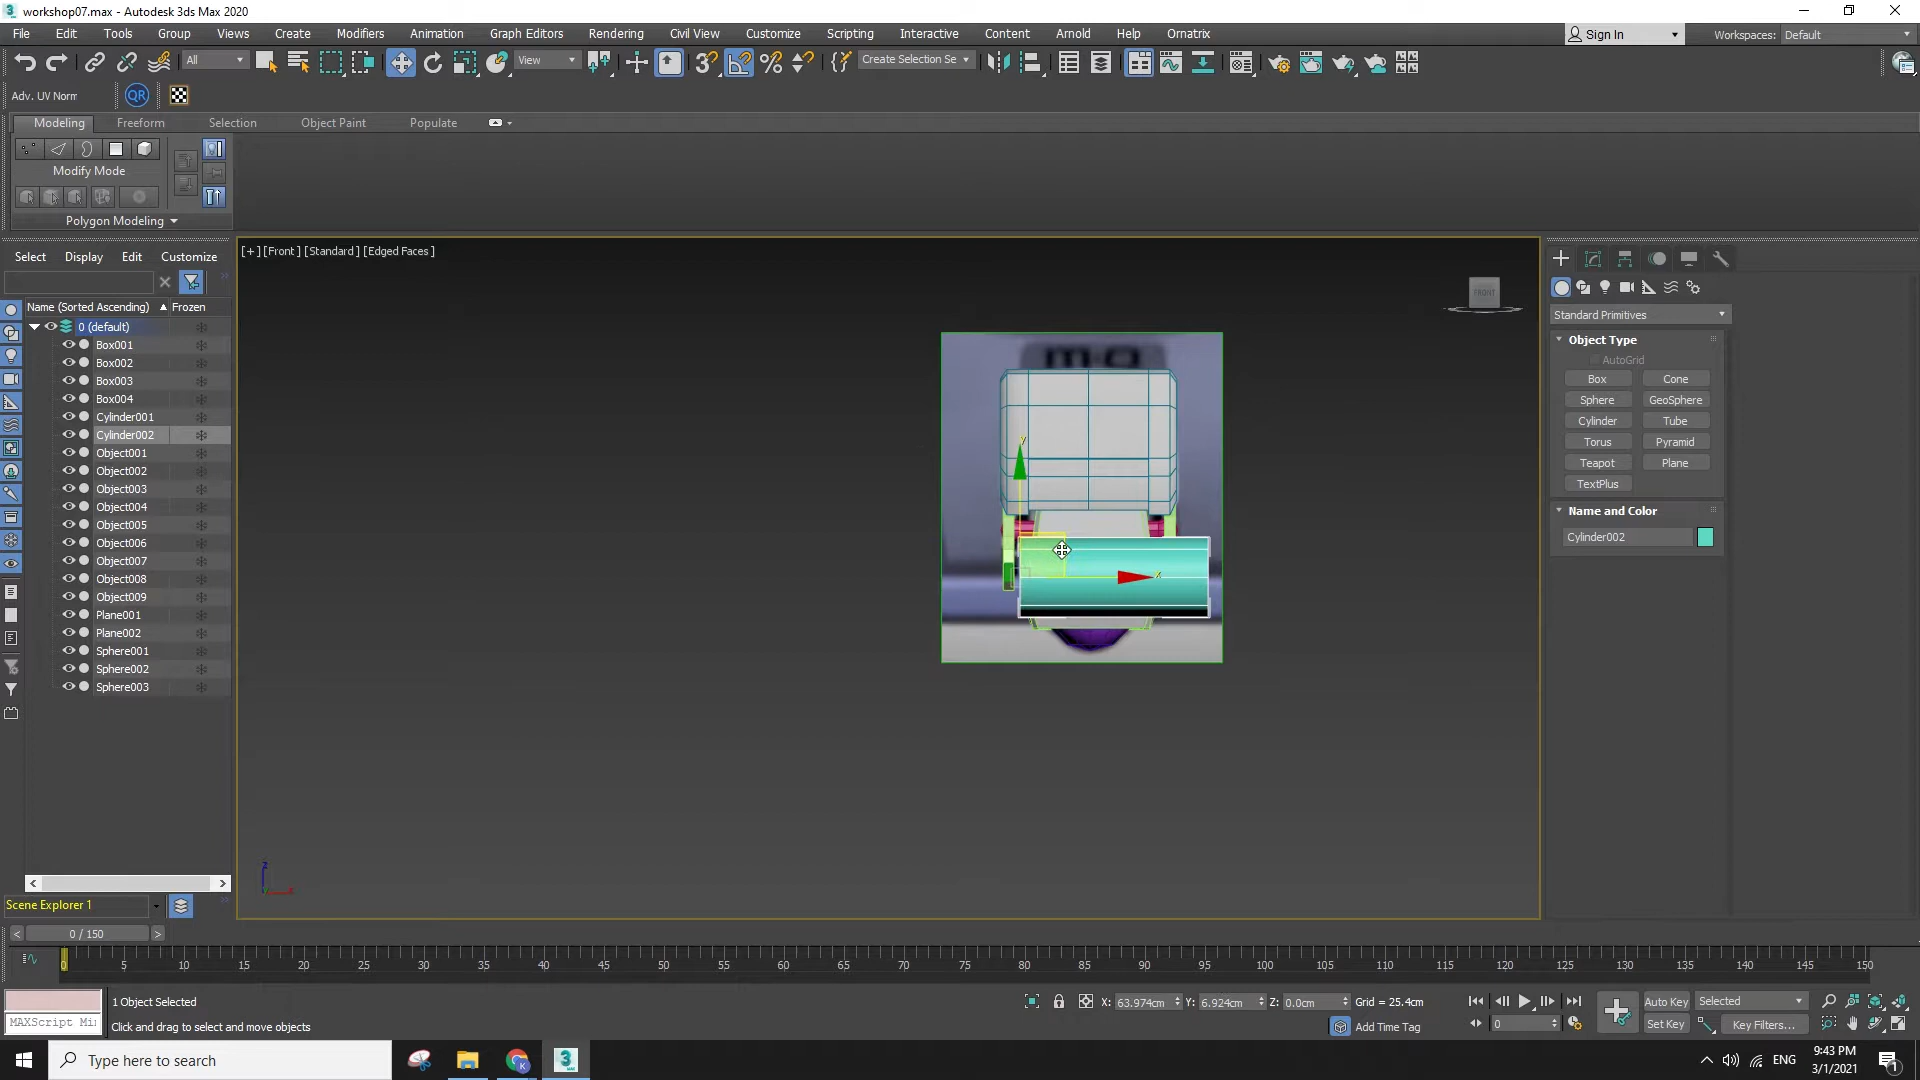 workshop07.max - Autodesk 3ds Max 2020
File Edit Tools Group Views Create Modifiers Animation Graph Editors Rendering Civil View Customize Scripting Interactive Content Arnold Help Ornatrix
Sign In Workspaces: Default
All View Create Selection Se
Adv. UV Norm QR
Modeling Freeform Selection Object Paint Populate
Modify Mode
Polygon Modeling
Select Display Edit Customize
[+] [Front] [Standard] [Edged Faces]
FRONT
Name (Sorted Ascending) Frozen
0 (default)
Box001
Box002
Box003
Box004
Cylinder001
Cylinder002
Object001
Object002
Object003
Object004
Object005
Object006
Object007
Object008
Object009
Plane001
Plane002
Sphere001
Sphere002
Sphere003
m-o
y
x
z
Standard Primitives
Object Type
AutoGrid
Box Cone
Sphere GeoSphere
Cylinder Tube
Torus Pyramid
Teapot Plane
TextPlus
Name and Color
Cylinder002
Scene Explorer 1
0 / 150
0 5 10 15 20 25 30 35 40 45 50 55 60 65 70 75 80 85 90 95 100 105 110 115 120 125 130 135 140 145 150
1 Object Selected
X: 63.974cm Y: 6.924cm Z: 0.0cm Grid = 25.4cm
Auto Key Selected
MAXScript Mi
Click and drag to select and move objects
Add Time Tag
0
Set Key Key Filters...
Type here to search
K
3
ENG
9:43 PM
3/1/2021
1